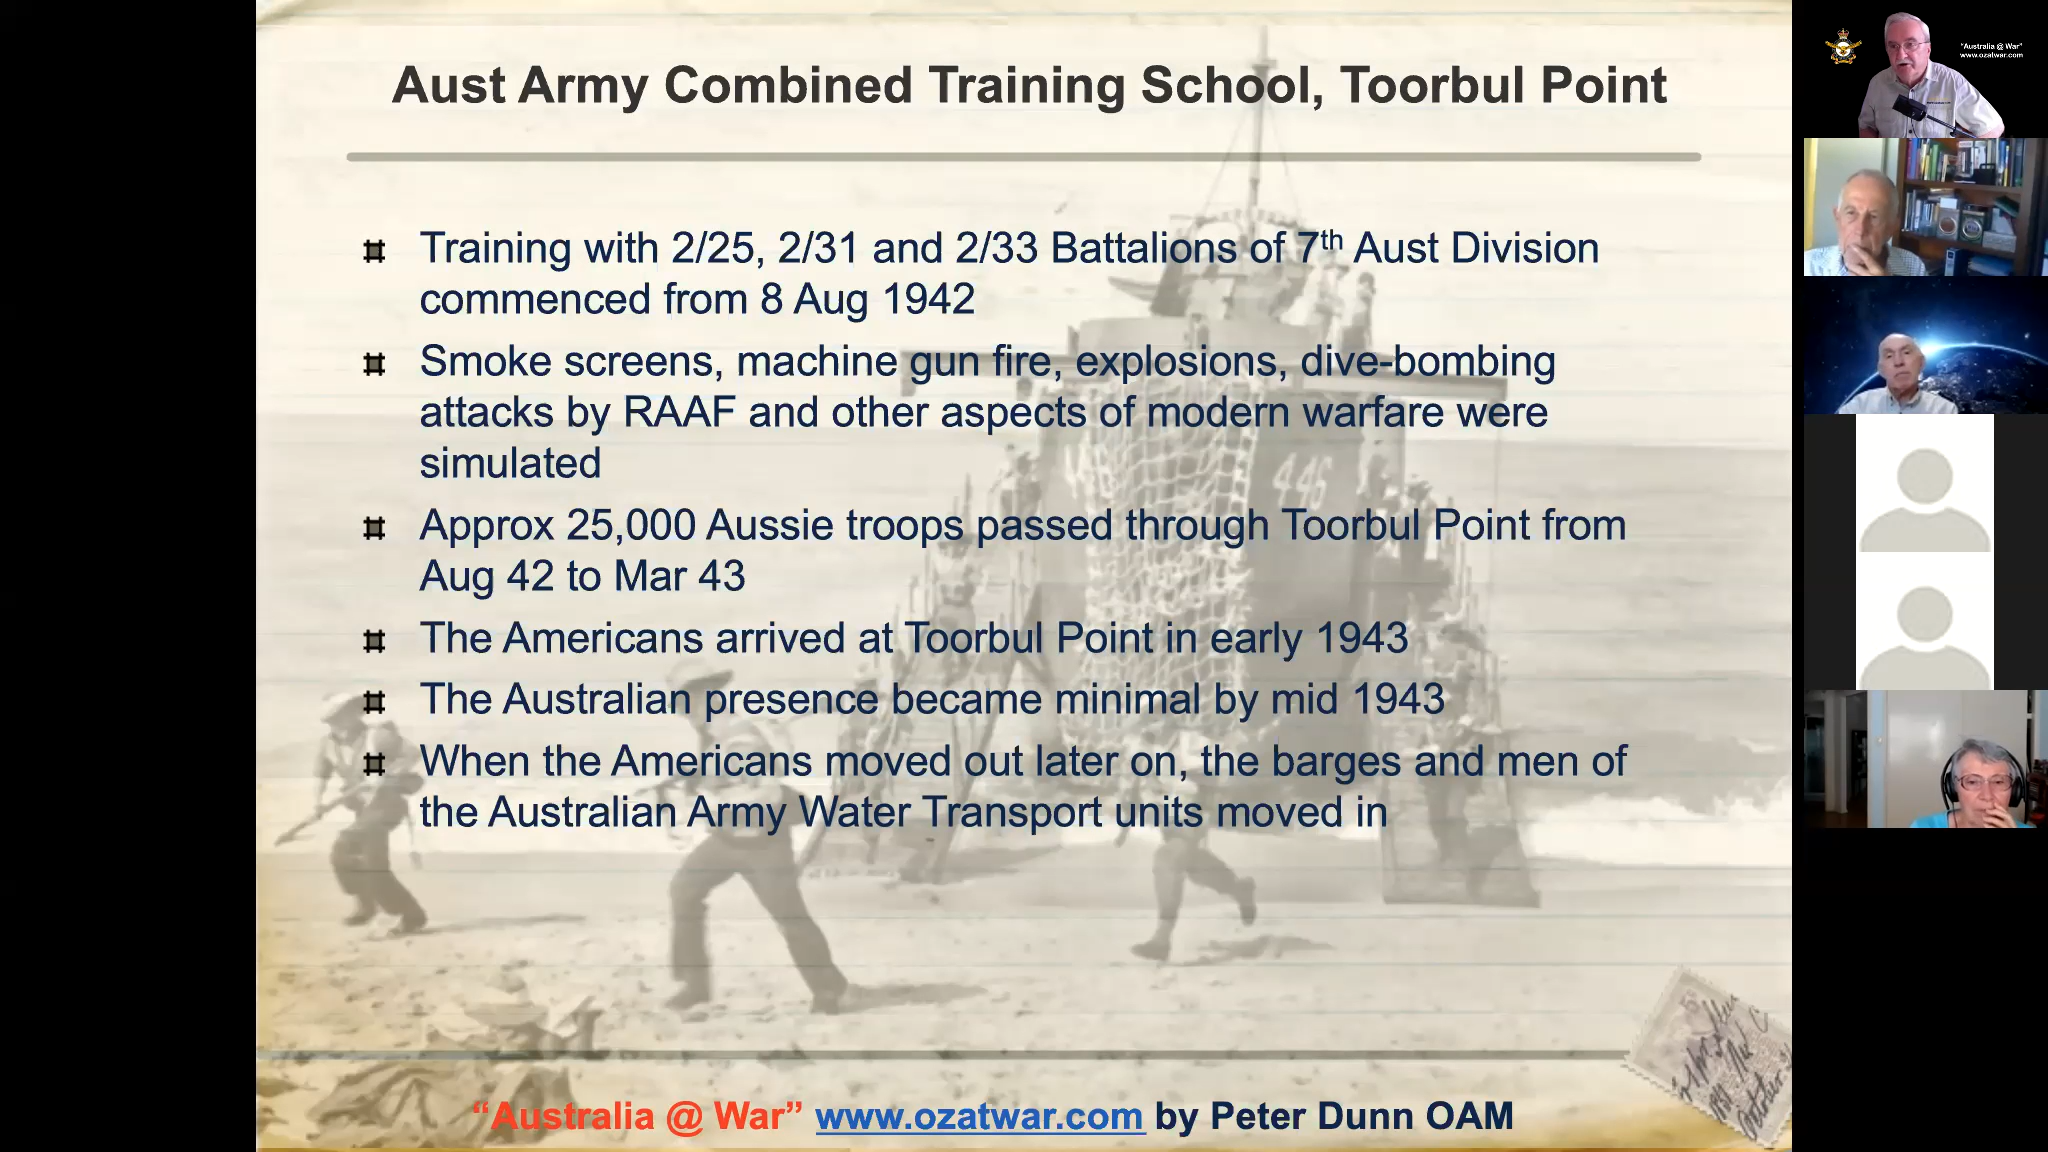 Aust Army Combined Training School, Toorbul Point
Training with 2/25, 2/31 and 2/33 Battalions of 7th Aust Division
commenced from 8 Aug 1942
Smoke screens, machine gun fire, explosions, dive-bombing
attacks by RAAF and other aspects of modern warfare were
simulated
Approx 25,000 Aussie troops passed through Toorbul Point from
Aug 42 to Mar 43
The Americans arrived at Toorbul Point in early 1943
The Australian presence became minimal by mid 1943
When the Americans moved out later on, the barges and men of
the Australian Army Water Transport units moved in
446
446
“Australia @ War” www.ozatwar.com by Peter Dunn OAM
"Australia @ War"
www.ozatwar.com